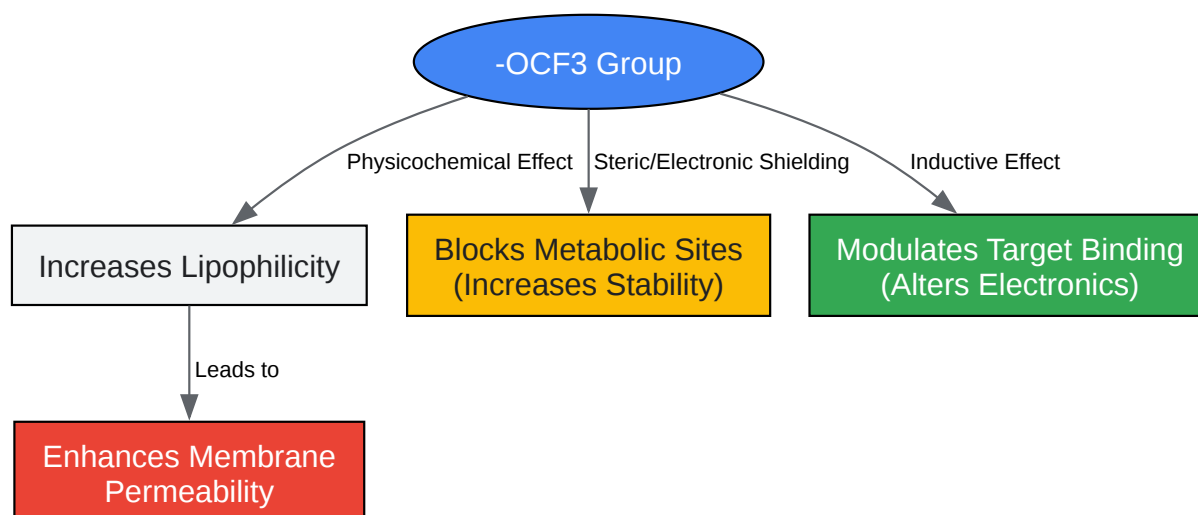 -OCF3 Group
Physicochemical Effect
Steric/Electronic Shielding
Inductive Effect
Increases Lipophilicity
Blocks Metabolic Sites
(Increases Stability)
Modulates Target Binding
(Alters Electronics)
Leads to
Enhances Membrane
Permeability